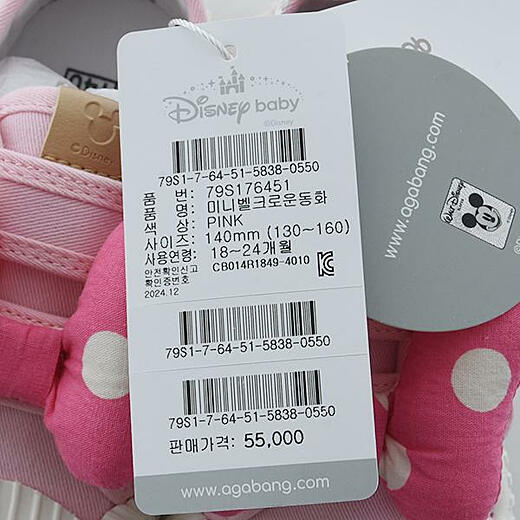 DISNEY baby
©Disney
79S1-7-64-51-5838-0550
품 번: 79S176451
품 명: 미니벨크로운동화
색 상: PINK
사 이 즈: 140mm (130~160)
사용연령: 18~24개월
안전확인신고
확인증번호 CB014R1849-4010
2024.12
79S1-7-64-51-5838-0550
79S1-7-64-51-5838-0550
판매가격: 55,000
www.agabang.com
www.agabang.com
WALT DISNEY
©Disney
©Disney